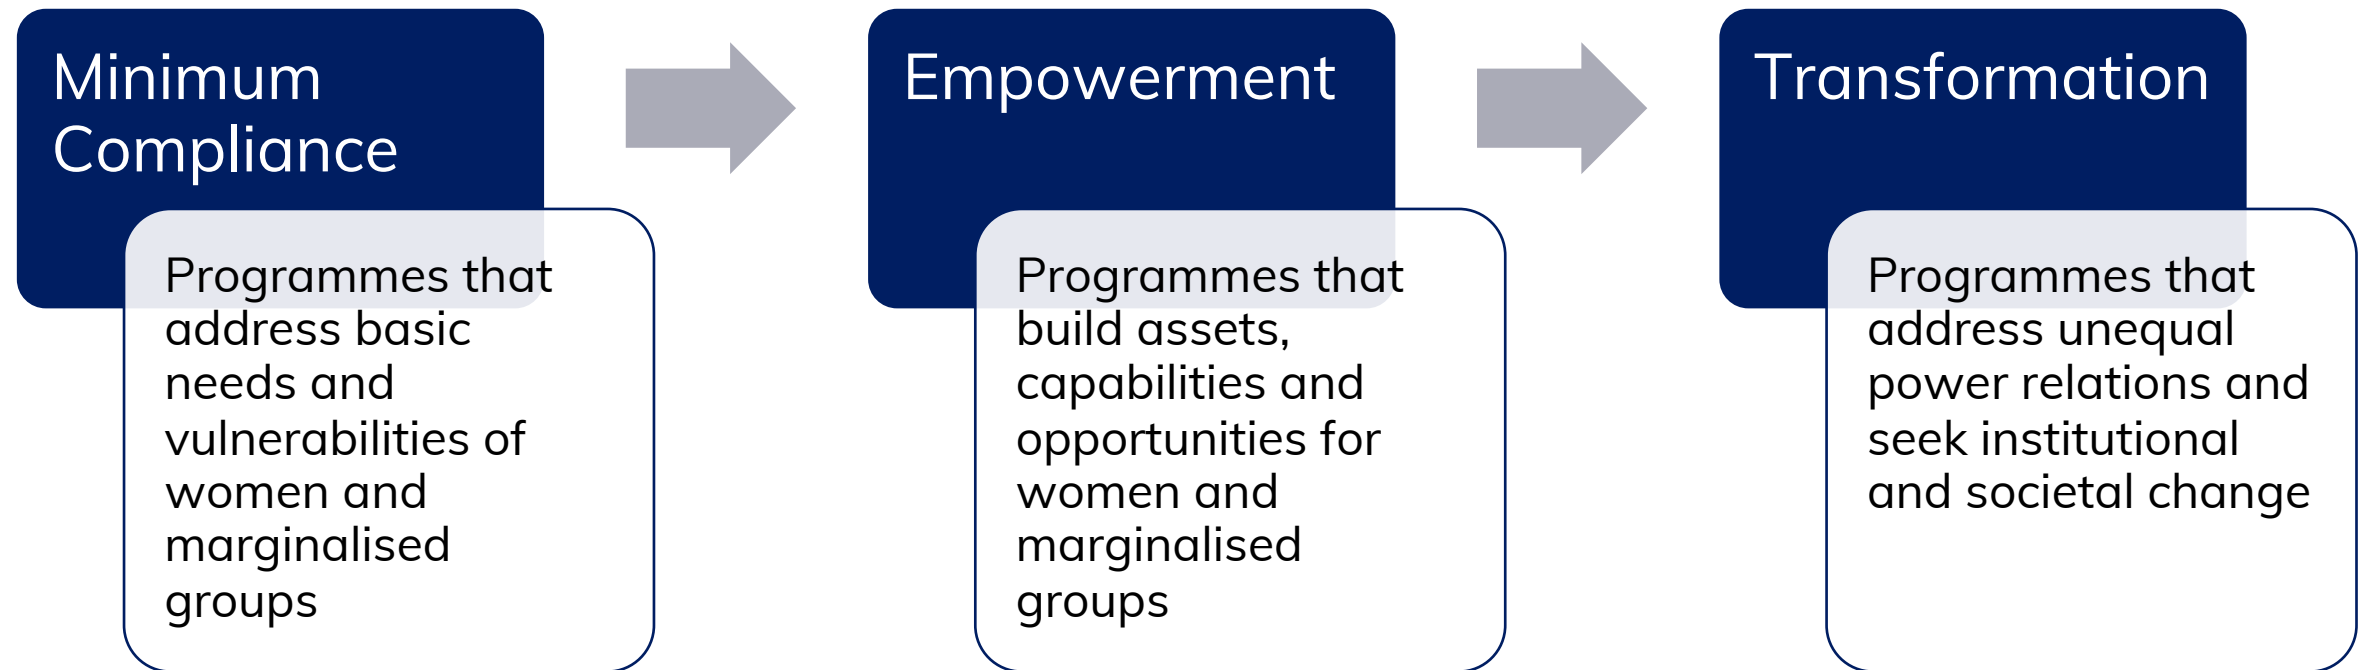 Minimum
Compliance
Programmes that
address basic
needs and
vulnerabilities of
women and
marginalised
groups
Empowerment
Programmes that
build assets,
capabilities and
opportunities for
women and
marginalised
groups
Transformation
Programmes that
address unequal
power relations and
seek institutional
and societal change